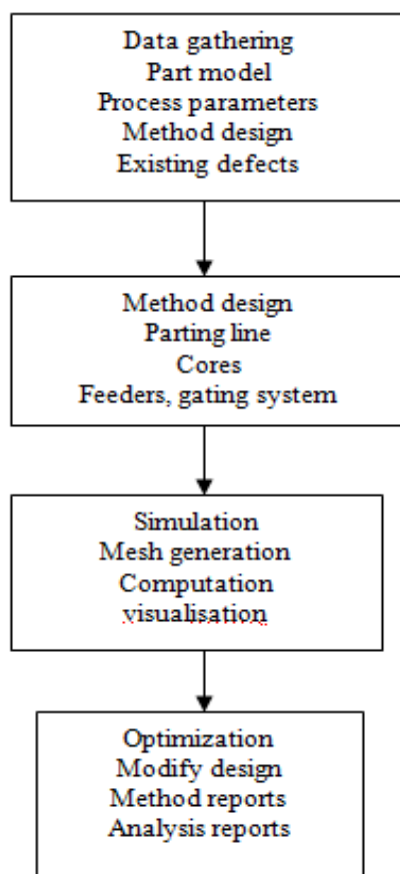 Data gathering
Part model
Process parameters
Method design
Existing defects
Method design
Parting line
Cores
Feeders, gating system
Simulation
Mesh generation
Computation
visualisation
Optimization
Modify design
Method reports
Analysis reports